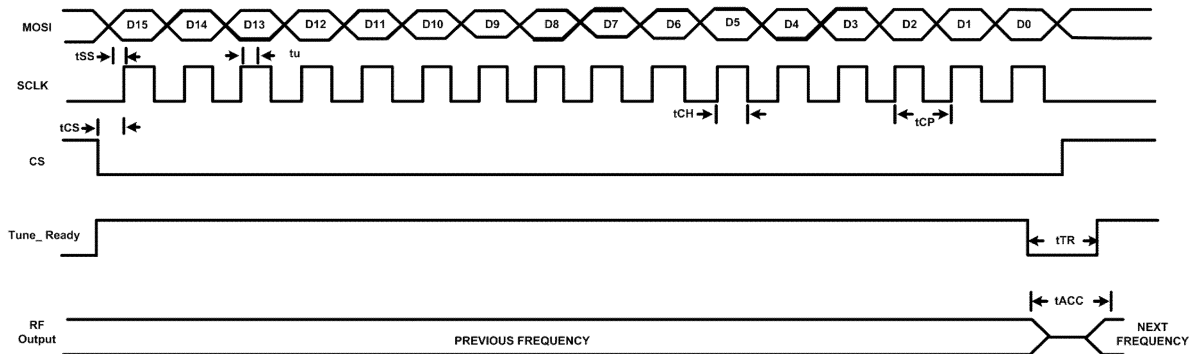 MOSI D15 D14 D13 D12 D11 D10 D9 D8 D7 D6 D5 D4 D3 D2 D1 D0
tSS tu
SCLK
tCH tCP
tCS
CS
Tune_ Ready tTR
tACC
RF
Output
PREVIOUS FREQUENCY
NEXT
FREQUENCY